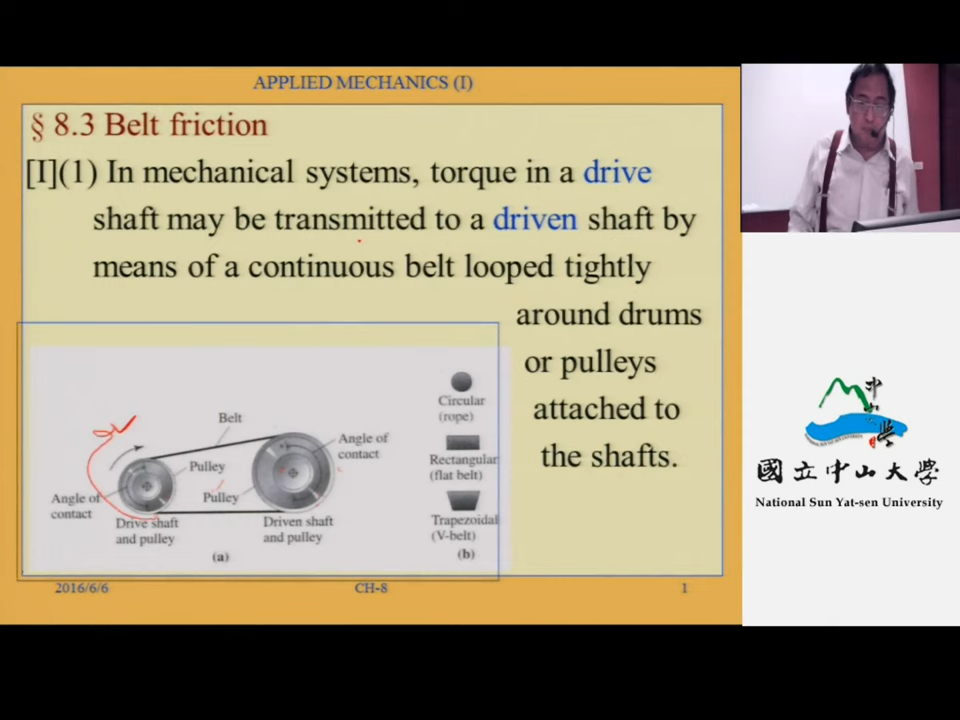 APPLIED MECHANICS (I)
§ 8.3 Belt friction
[I](1) In mechanical systems, torque in a drive
shaft may be transmitted to a driven shaft by
means of a continuous belt looped tightly
around drums
or pulleys
attached to
the shafts.
Belt
Pulley
Pulley
Angle of
contact
Angle of
contact
Drive shaft
and pulley
Driven shaft
and pulley
(a)
Circular
(rope)
Rectangular
(flat belt)
Trapezoidal
(V-belt)
(b)
2016/6/6
CH-8
1
國立中山大學
National Sun Yat-sen University